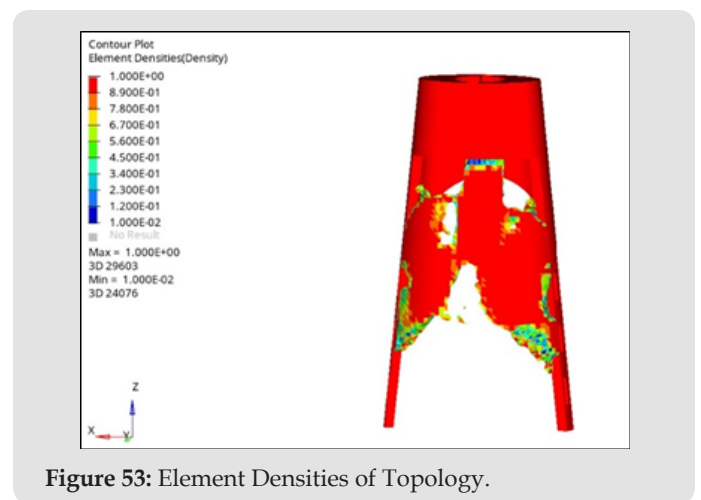 Contour Plot
Element Densities(Density)
1.000E+00
8.900E-01
7.800E-01
6.700E-01
5.600E-01
4.500E-01
3.400E-01
2.300E-01
1.200E-01
1.000E-02
No Result
Max = 1.000E+00
3D 29603
Min = 1.000E-02
3D 24076
Z
X
Y
Figure 53: Element Densities of Topology.